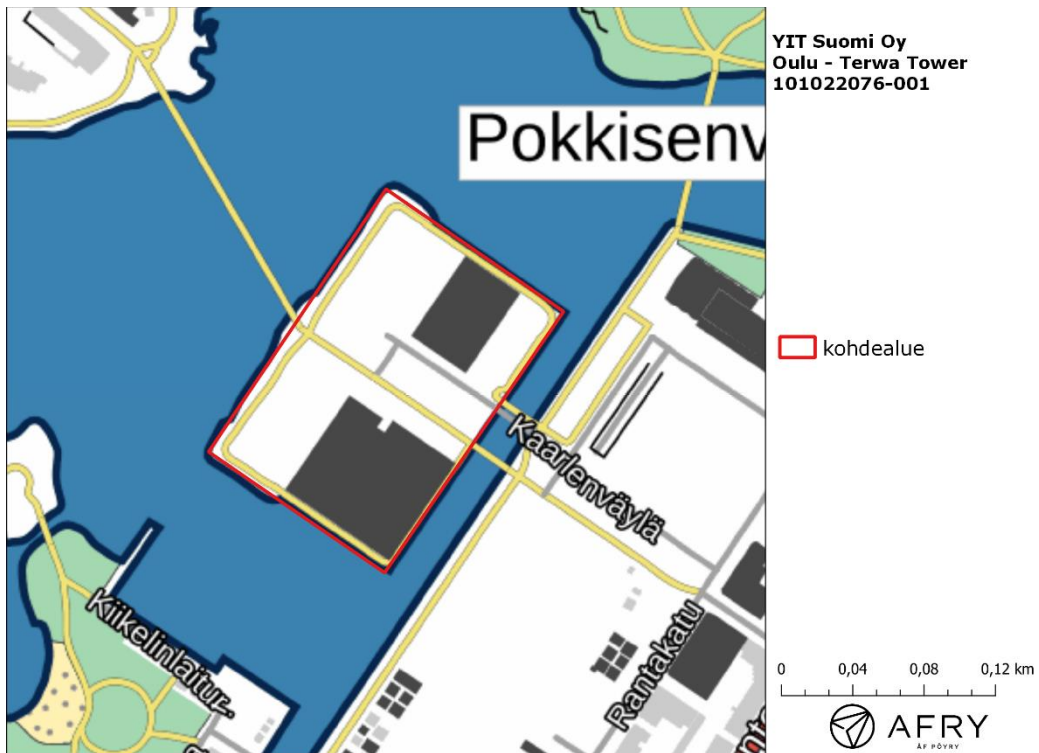 YIT Suomi Oy
Oulu - Terwa Tower
101022076-001
Pokkisenv
kohdealue
Kaarlenväylä
Kiikelinlaitur..
Rantakatu
0 0,04 0,08 0,12 km
AFRY
ÅF PÖYRY